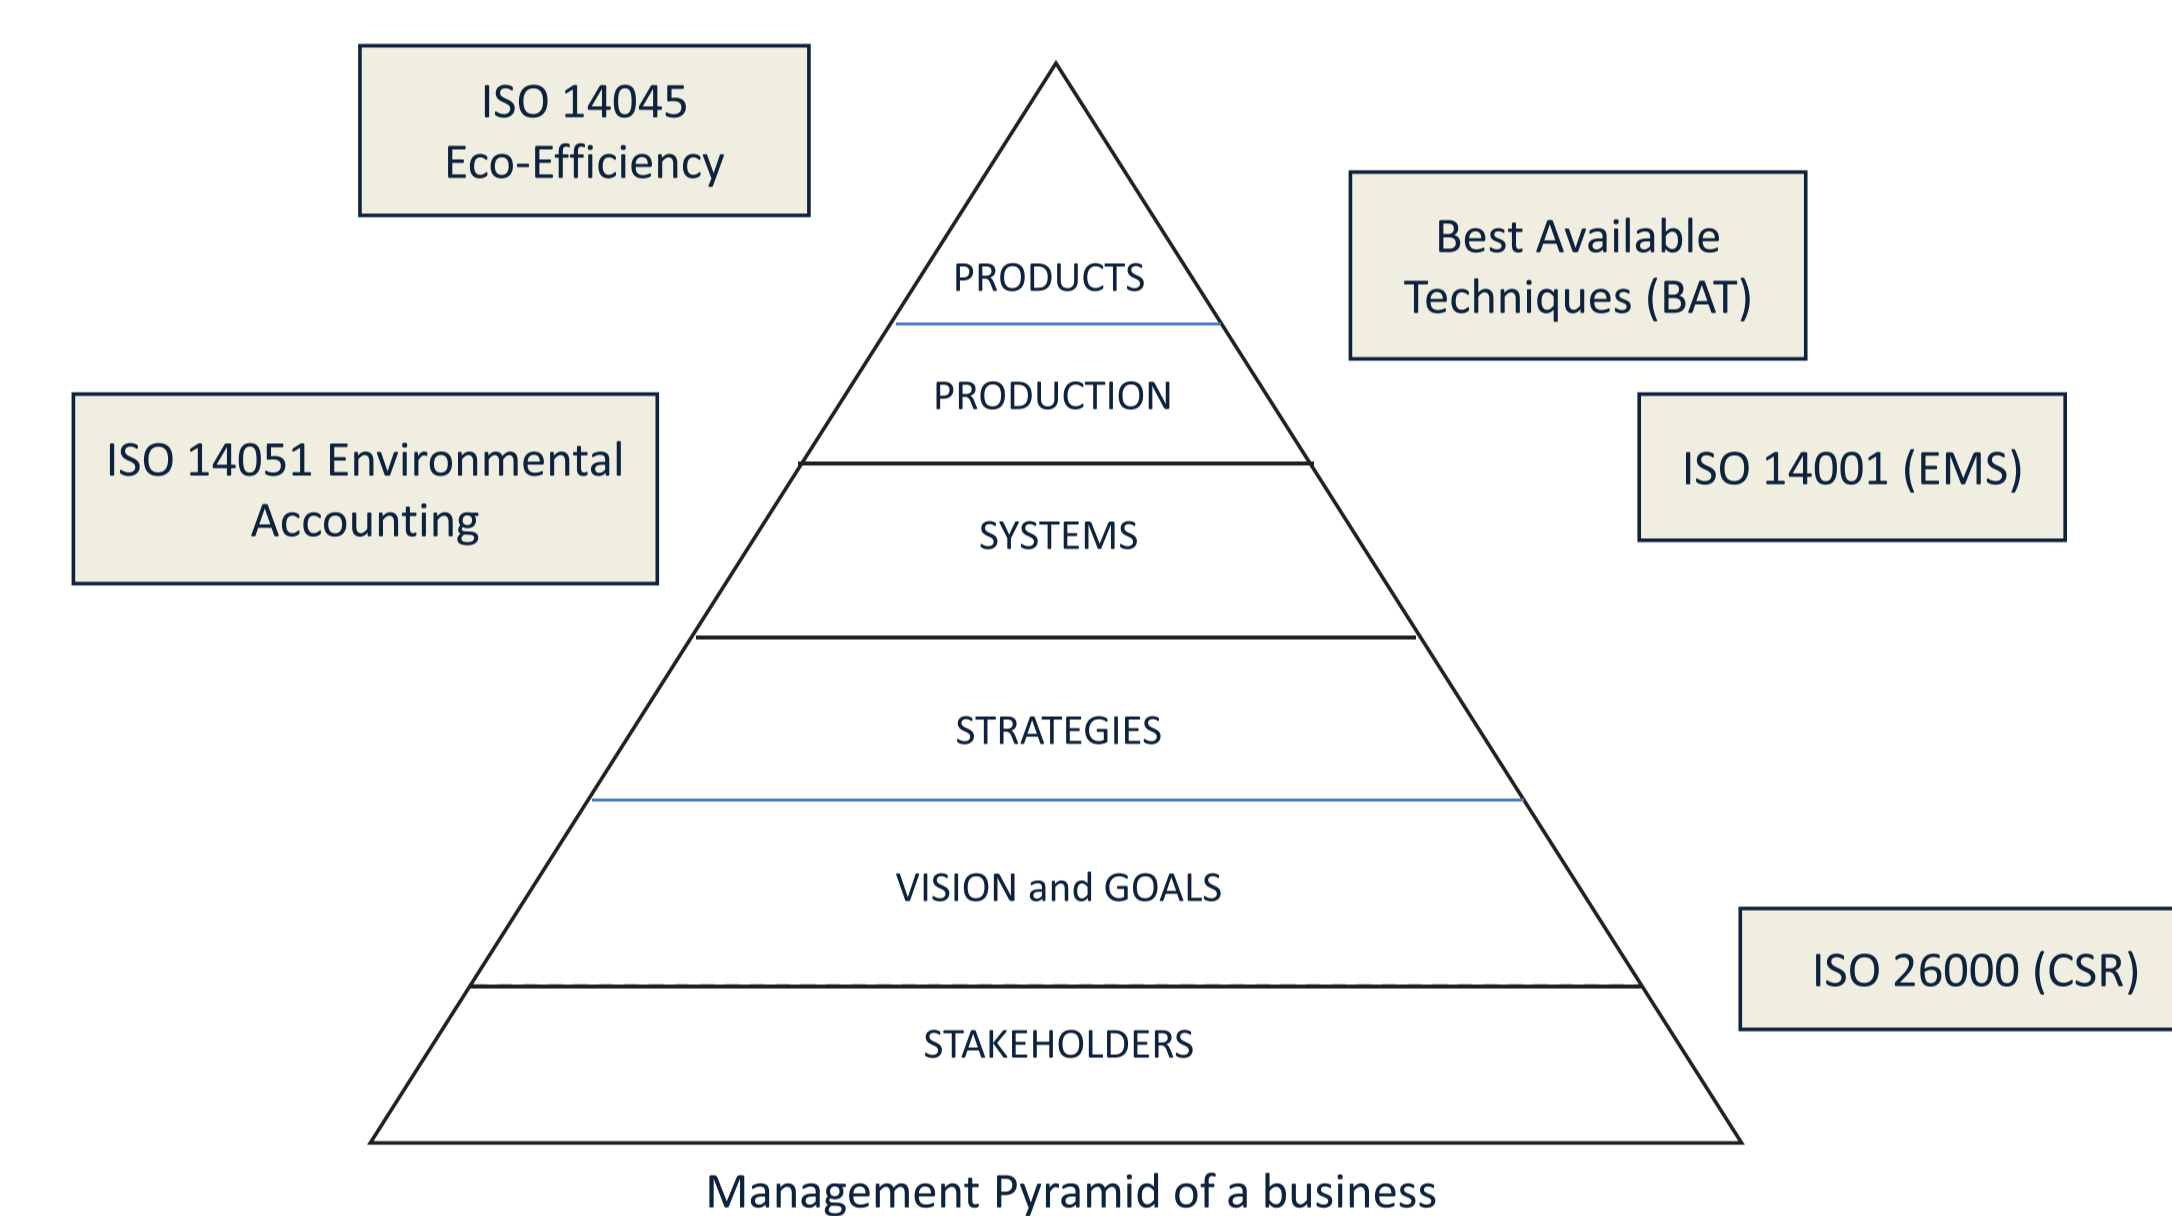 ISO 14045
Eco-Efficiency
Best Available
Techniques (BAT)
PRODUCTS
PRODUCTION
ISO 14051 Environmental
Accounting
ISO 14001 (EMS)
SYSTEMS
STRATEGIES
VISION and GOALS
ISO 26000 (CSR)
STAKEHOLDERS
Management Pyramid of a business